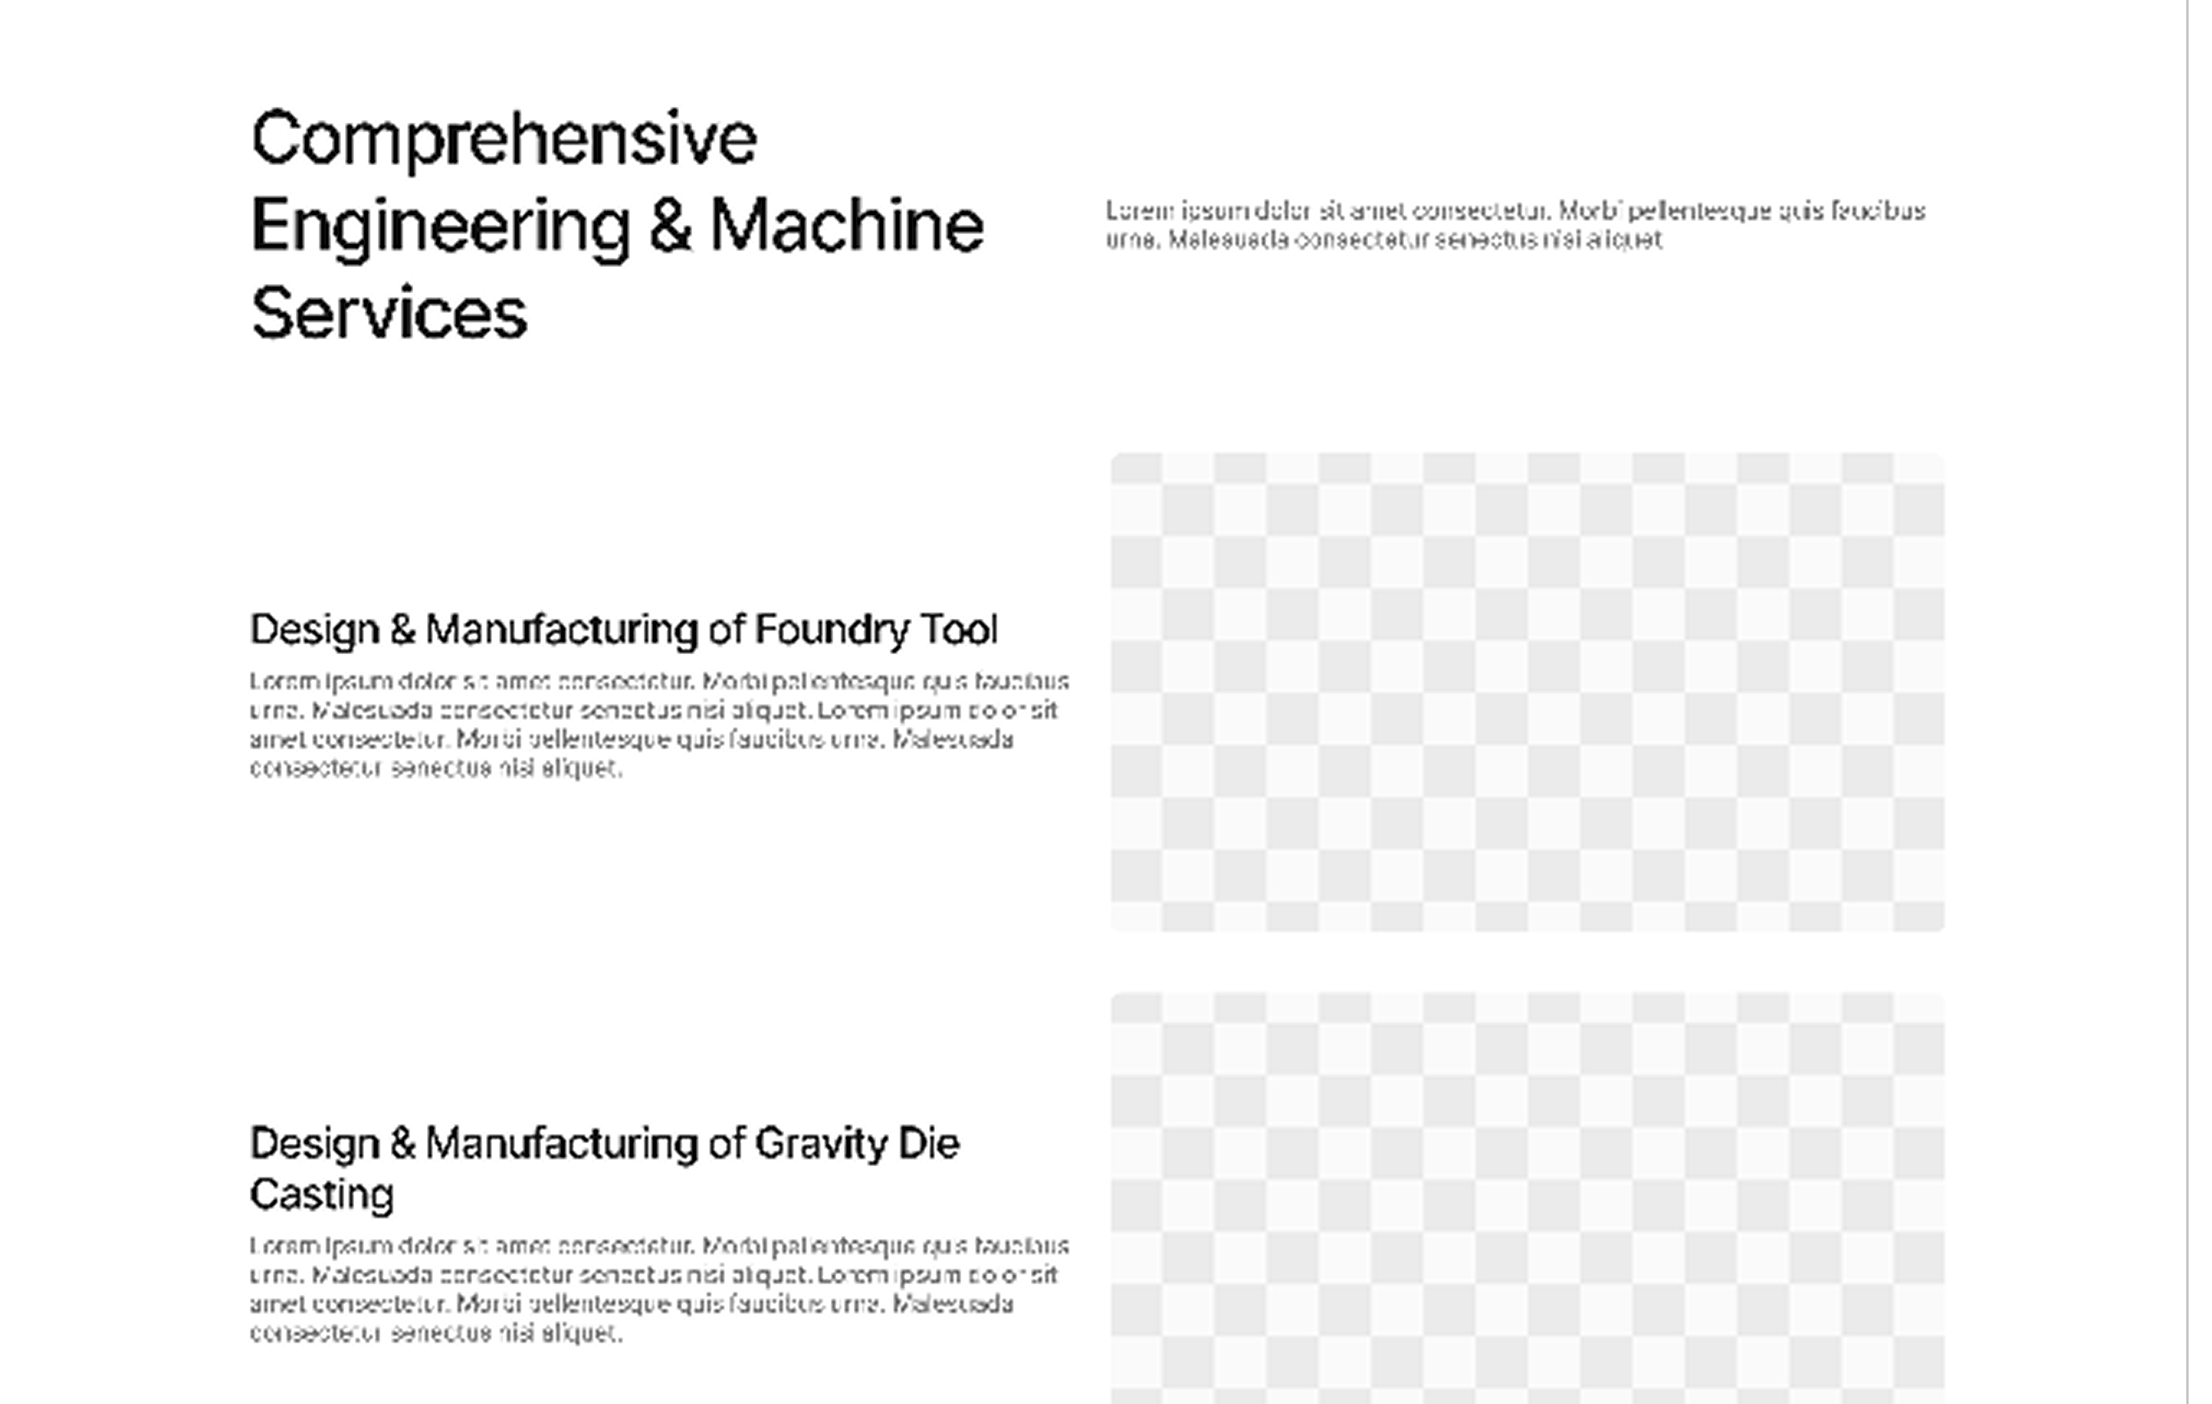 Comprehensive
Engineering & Machine
Services
Lorem ipsum dolor sit amet consectetur. Morbi pellentesque quis faucibus
urna. Malesuada consectetur senectus nisi aliquet.
Design & Manufacturing of Foundry Tool
Lorem ipsum dolor sit amet consectetur. Morbi pellentesque quis faucibus
urna. Malesuada consectetur senectus nisi aliquet. Lorem ipsum dolor sit
amet consectetur. Morbi pellentesque quis faucibus urna. Malesuada
consectetur senectus nisi aliquet.
Design & Manufacturing of Gravity Die
Casting
Lorem ipsum dolor sit amet consectetur. Morbi pellentesque quis faucibus
urna. Malesuada consectetur senectus nisi aliquet. Lorem ipsum dolor sit
amet consectetur. Morbi pellentesque quis faucibus urna. Malesuada
consectetur senectus nisi aliquet.